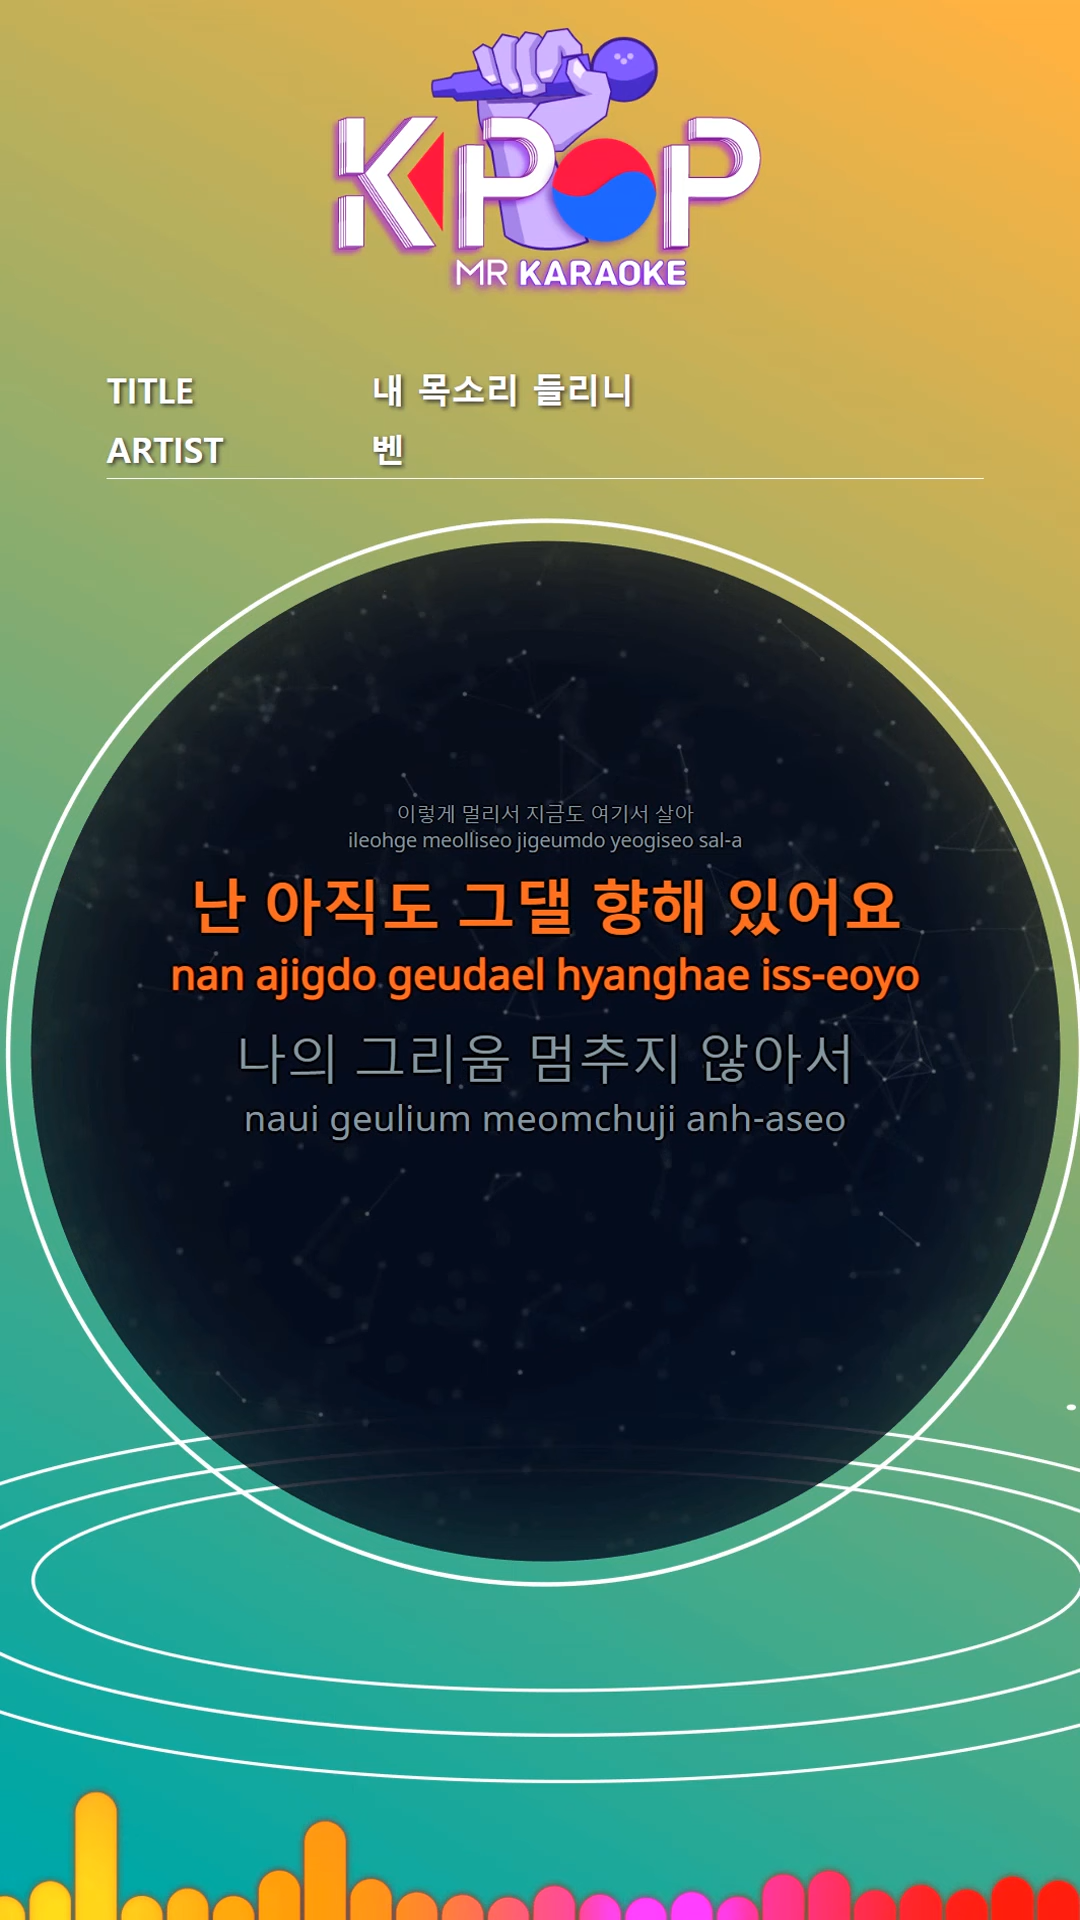 KPOP
MR KARAOKE
TITLE 내 목소리 들리니
ARTIST 벤
이렇게 멀리서 지금도 여기서 살아
ileohge meolliseo jigeumdo yeogiseo sal-a
난 아직도 그댈 향해 있어요
nan ajigdo geudael hyanghae iss-eoyo
나의 그리움 멈추지 않아서
naui geulium meomchuji anh-aseo